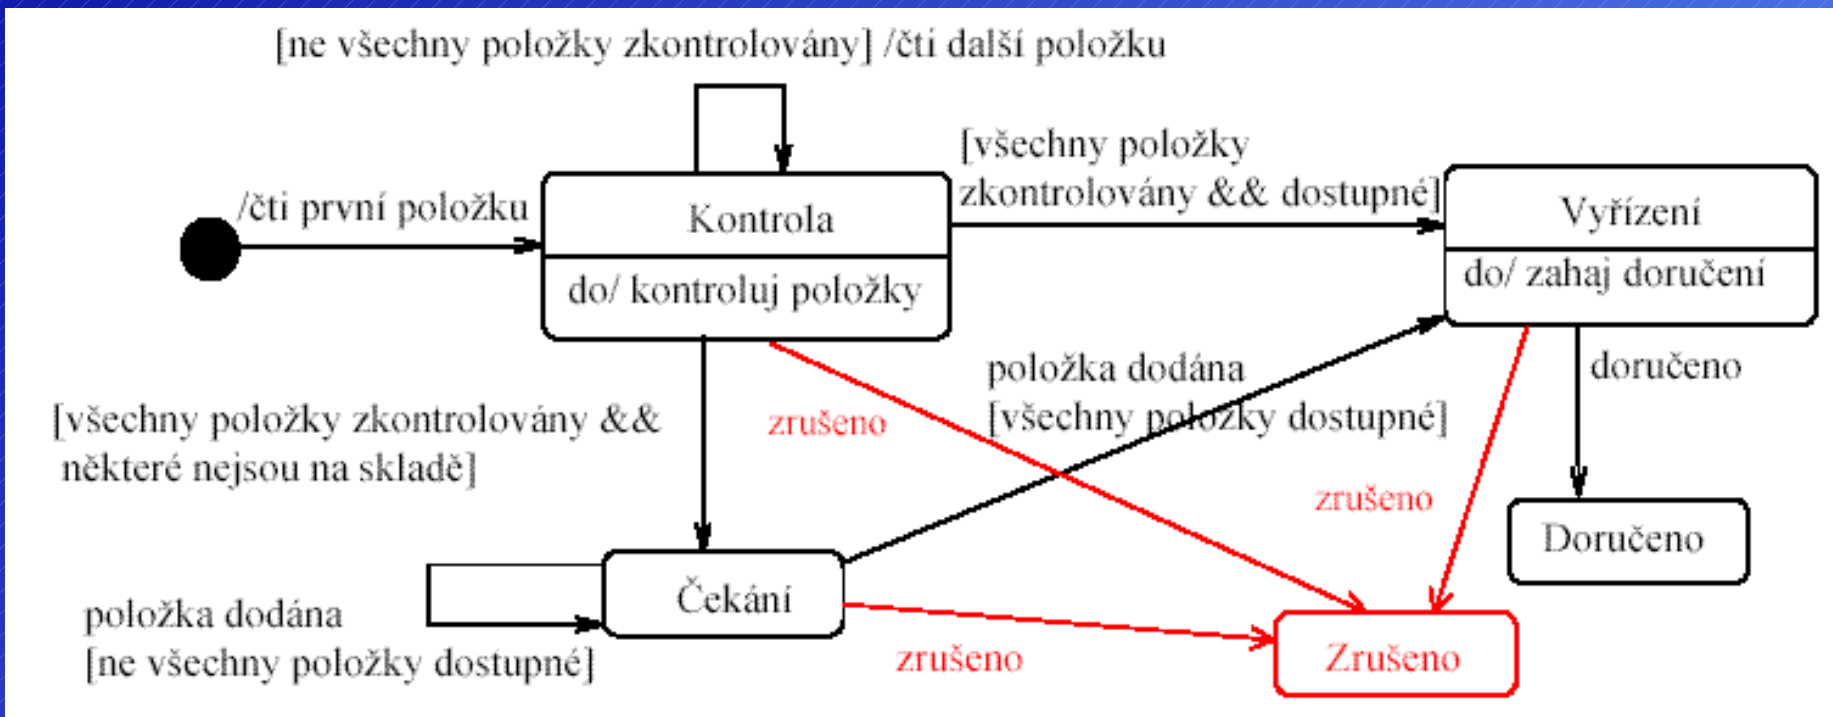 [ne všechny položky zkontrolovány] /čti další položku
[všechny položky
zkontrolovány && dostupné]
/čti první položku
Kontrola
do/ kontroluj položky
Vyřízení
do/ zahaj doručení
položka dodána
[všechny položky dostupné]
doručeno
[všechny položky zkontrolovány &&
některé nejsou na skladě]
zrušeno
zrušeno
Doručeno
Čekání
položka dodána
[ne všechny položky dostupné]
zrušeno
Zrušeno